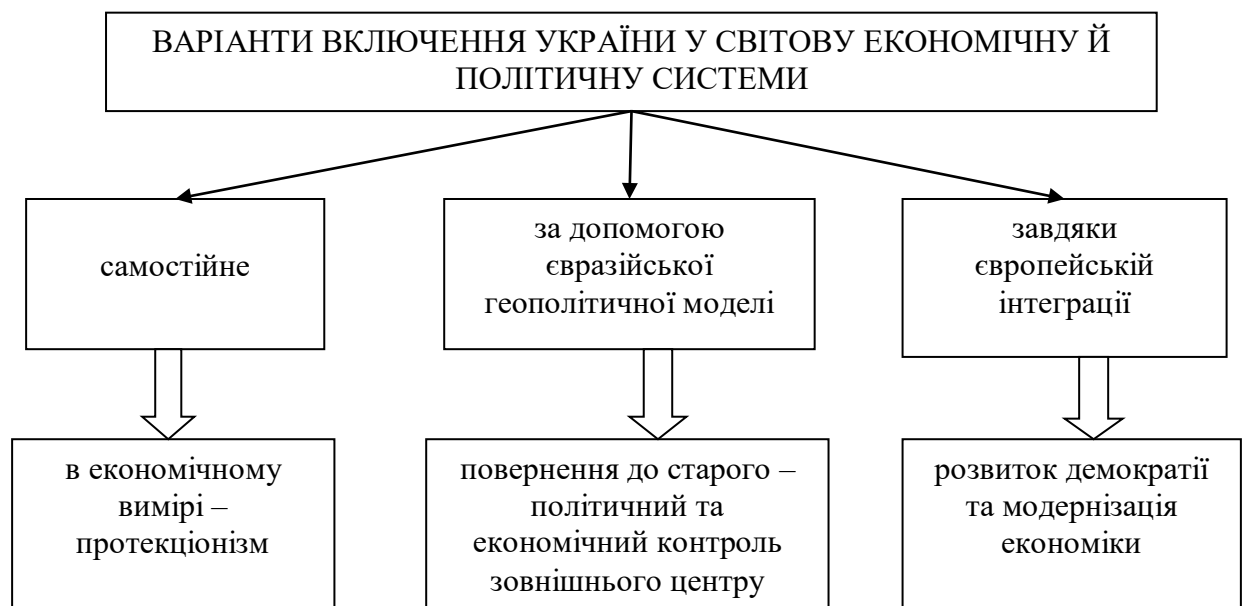 ВАРІАНТИ ВКЛЮЧЕННЯ УКРАЇНИ У СВІТОВУ ЕКОНОМІЧНУ Й
ПОЛІТИЧНУ СИСТЕМИ
самостійне
за допомогою
євразійської
геополітичної моделі
завдяки
європейській
інтеграції
в економічному
вимірі –
протекціонізм
повернення до старого –
політичний та
економічний контроль
зовнішнього центру
розвиток демократії
та модернізація
економіки